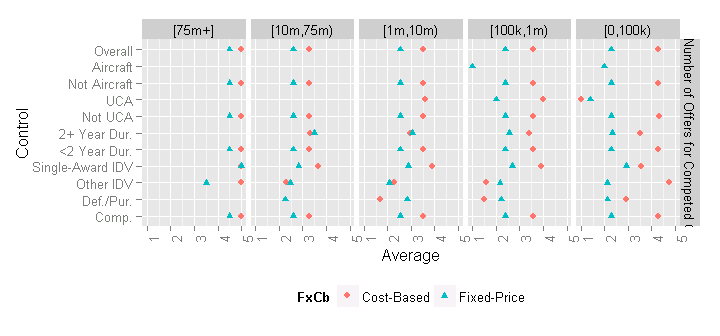 [75m+] [10m,75m) [1m,10m) [100k,1m) [0,100k)
Overall
Aircraft
Not Aircraft
UCA
Not UCA
2+ Year Dur.
<2 Year Dur.
Single-Award IDV
Other IDV
Def./Pur.
Comp.
Control
Number of Offers for Competed
1 2 3 4 5 1 2 3 4 5 1 2 3 4 5 1 2 3 4 5 1 2 3 4 5
Average
FxCb Cost-Based Fixed-Price